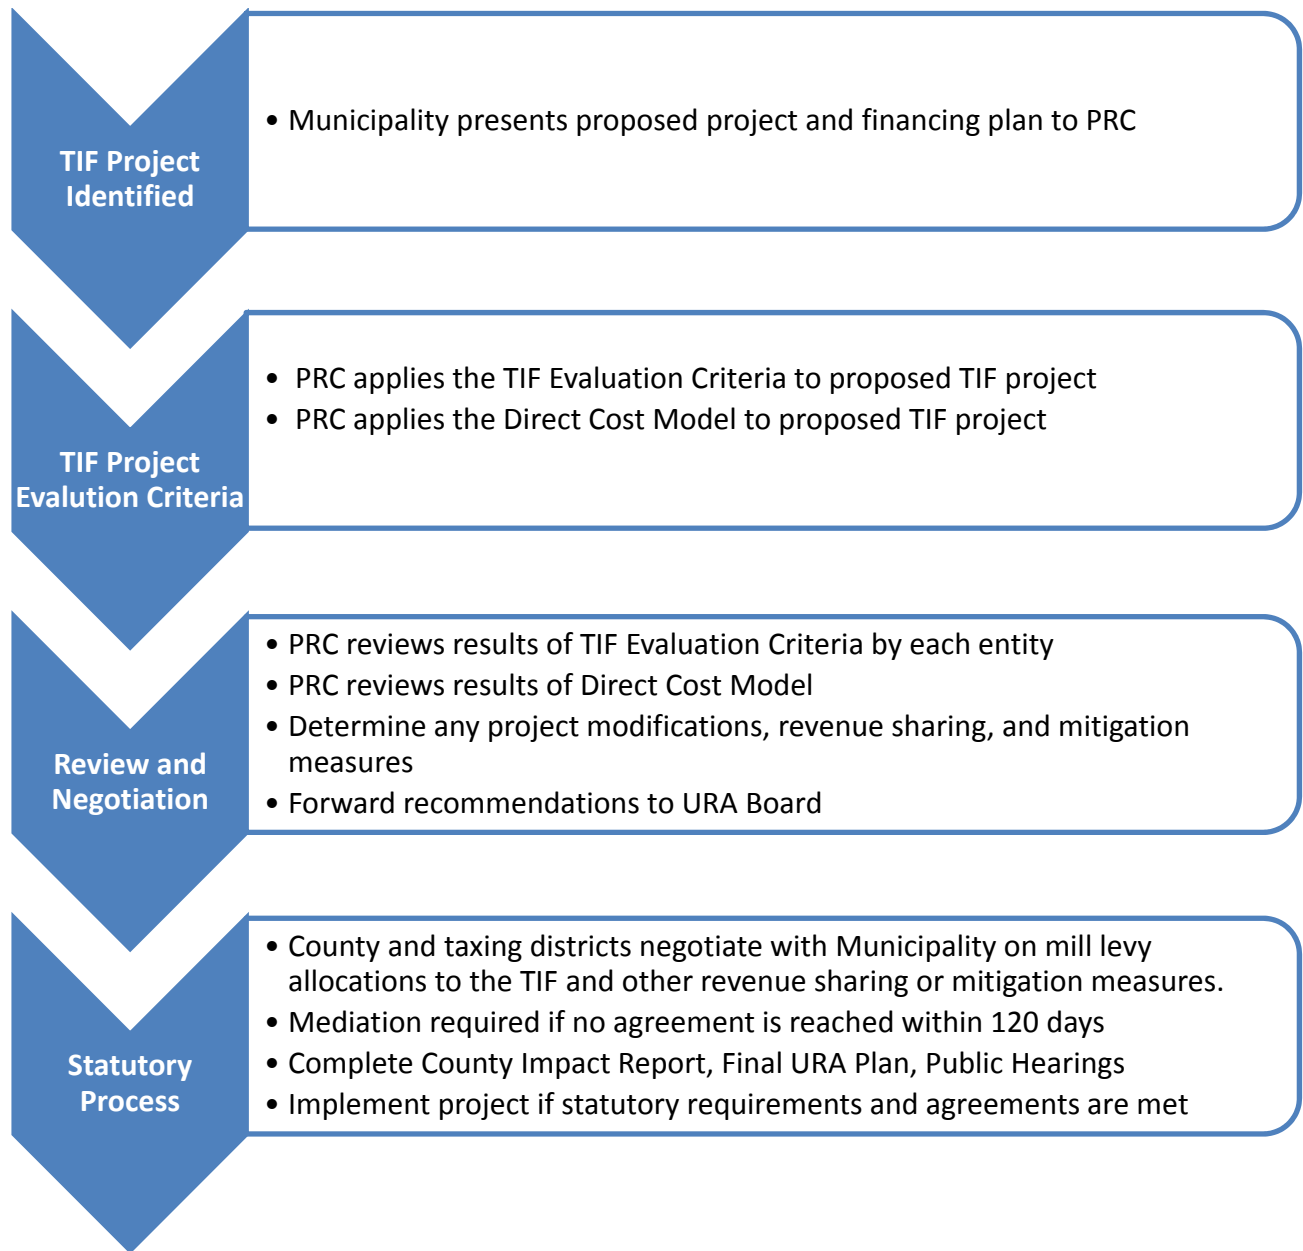 TIF Project
Identified
• Municipality presents proposed project and financing plan to PRC
TIF Project
Evalution Criteria
• PRC applies the TIF Evaluation Criteria to proposed TIF project
• PRC applies the Direct Cost Model to proposed TIF project
Review and
Negotiation
• PRC reviews results of TIF Evaluation Criteria by each entity
• PRC reviews results of Direct Cost Model
• Determine any project modifications, revenue sharing, and mitigation
measures
• Forward recommendations to URA Board
Statutory
Process
• County and taxing districts negotiate with Municipality on mill levy
allocations to the TIF and other revenue sharing or mitigation measures.
• Mediation required if no agreement is reached within 120 days
• Complete County Impact Report, Final URA Plan, Public Hearings
• Implement project if statutory requirements and agreements are met